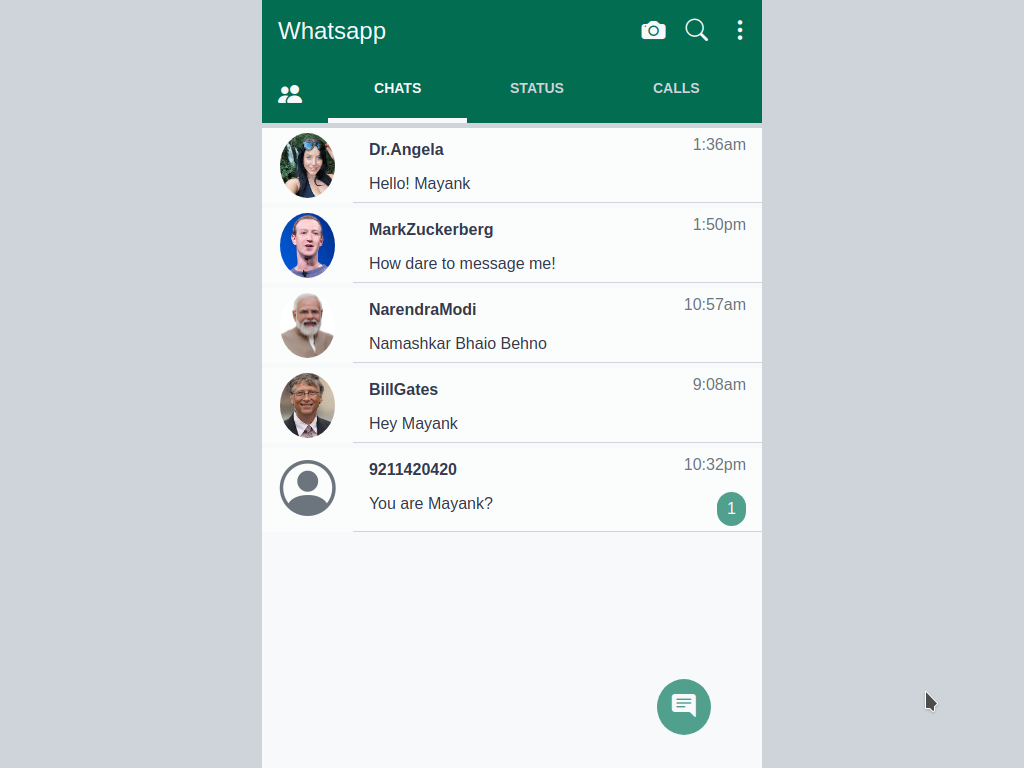 Whatsapp
CHATS STATUS CALLS
Dr.Angela 1:36am
Hello! Mayank
MarkZuckerberg 1:50pm
How dare to message me!
NarendraModi 10:57am
Namashkar Bhaio Behno
BillGates 9:08am
Hey Mayank
9211420420 10:32pm
You are Mayank? 1